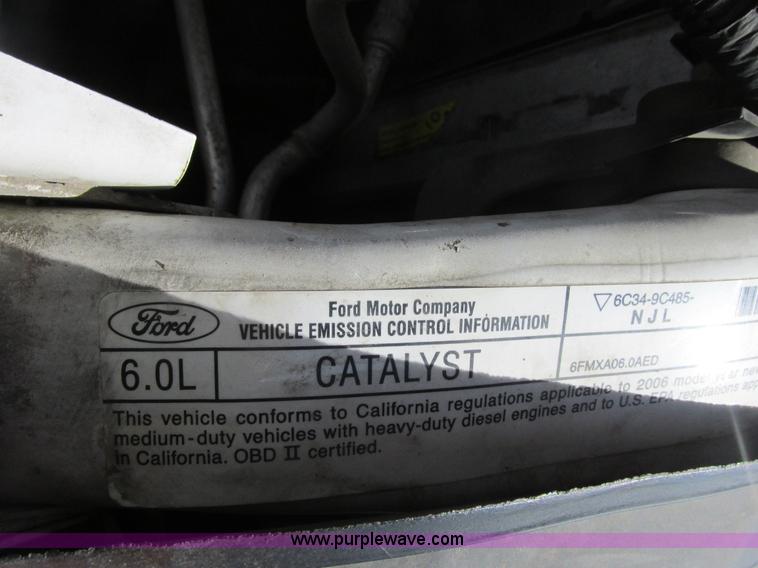 Ford
Ford Motor Company
VEHICLE EMISSION CONTROL INFORMATION
6C34-9C485-
NJL
6.0L
CATALYST
6FMXA06.0AED
This vehicle conforms to California regulations applicable to 2006 model year new
medium-duty vehicles with heavy-duty diesel engines and to U.S. EPA regulations
in California. OBD II certified.
www.purplewave.com